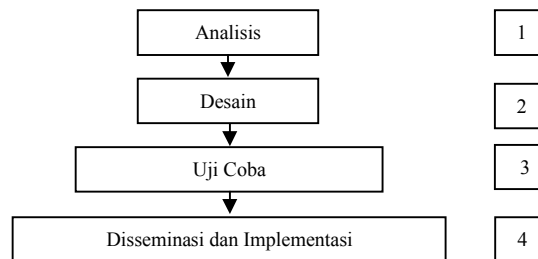 Analisis 1
Desain 2
Uji Coba 3
Disseminasi dan Implementasi 4